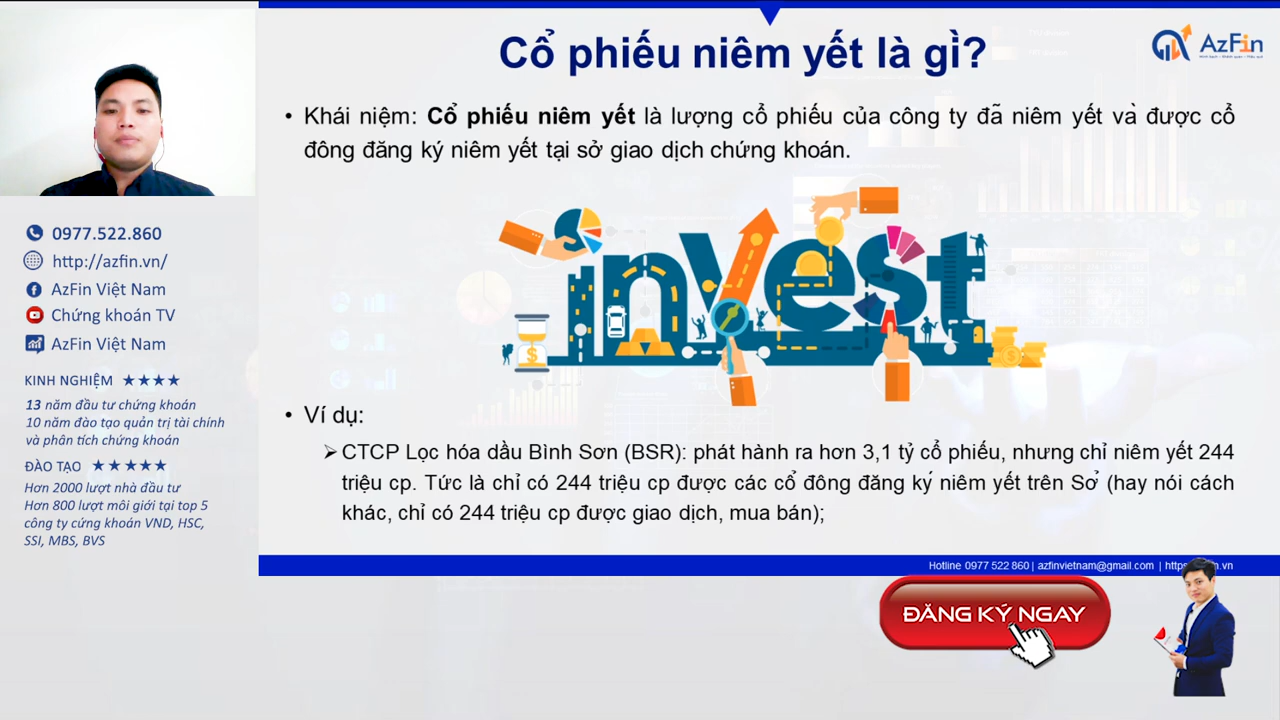 Cổ phiếu niêm yết là gì?
AzFin
• Khái niệm: Cổ phiếu niêm yết là lượng cổ phiếu của công ty đã niêm yết và được cổ
đông đăng ký niêm yết tại sở giao dịch chứng khoán.
invest
• Ví dụ:
➢ CTCP Lọc hóa dầu Bình Sơn (BSR): phát hành ra hơn 3,1 tỷ cổ phiếu, nhưng chỉ niêm yết 244
triệu cp. Tức là chỉ có 244 triệu cp được các cổ đông đăng ký niêm yết trên Sở (hay nói cách
khác, chỉ có 244 triệu cp được giao dịch, mua bán);
0977.522.860
http://azfin.vn/
AzFin Việt Nam
Chứng khoán TV
AzFin Việt Nam
KINH NGHIỆM ★★★★
13 năm đầu tư chứng khoán
10 năm đào tạo quản trị tài chính
và phân tích chứng khoán
ĐÀO TẠO ★★★★★
Hơn 2000 lượt nhà đầu tư
Hơn 800 lượt môi giới tại top 5
công ty cứng khoán VND, HSC,
SSI, MBS, BVS
Hotline 0977 522 860 | azfinvietnam@gmail.com |
ĐĂNG KÝ NGAY